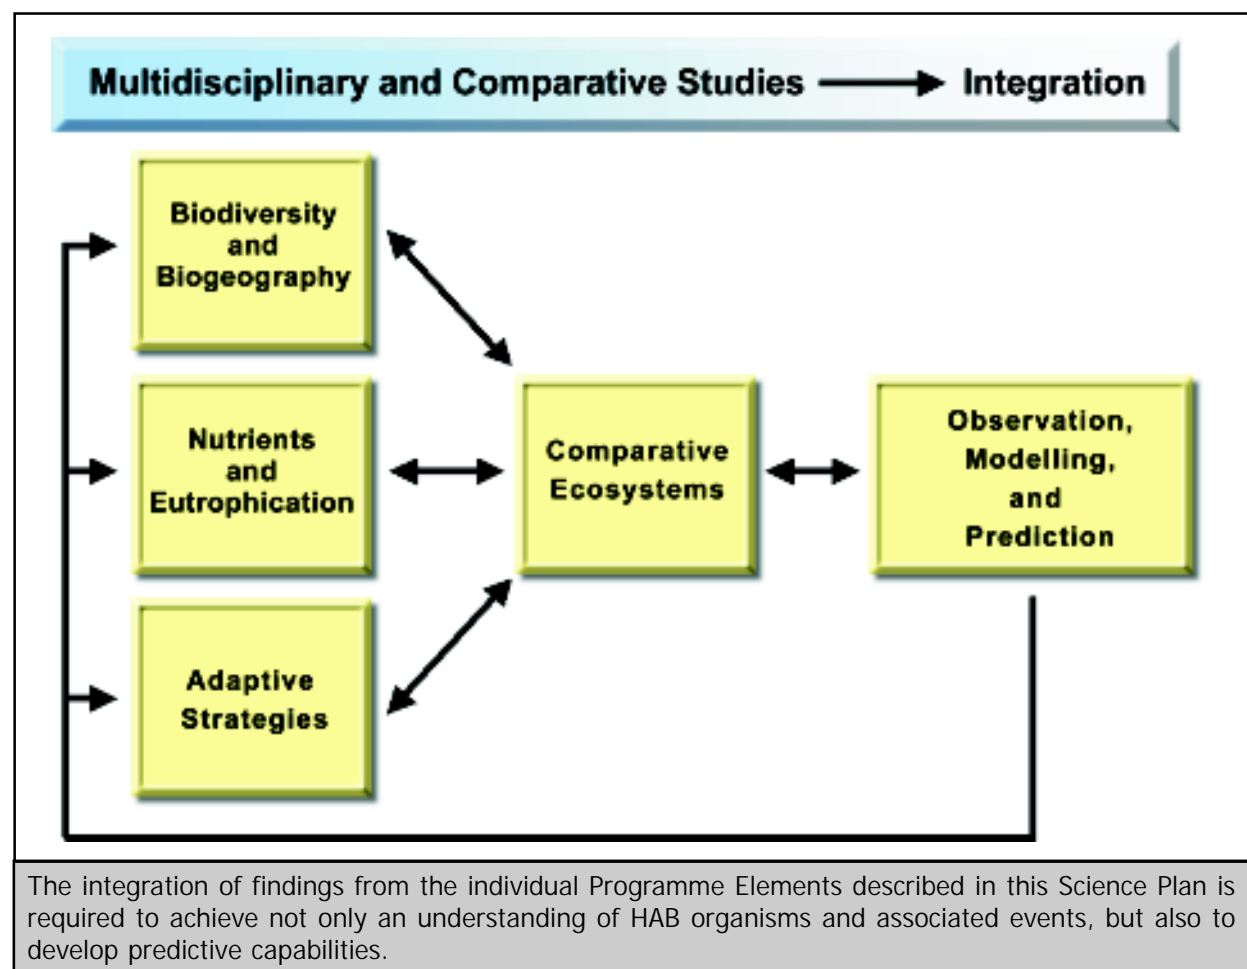 Multidisciplinary and Comparative Studies Integration
Biodiversity
and
Biogeography
Nutrients
and
Eutrophication
Adaptive
Strategies
Comparative
Ecosystems
Observation,
Modelling,
and
Prediction
The integration of findings from the individual Programme Elements described in this Science Plan is
required to achieve not only an understanding of HAB organisms and associated events, but also to
develop predictive capabilities.